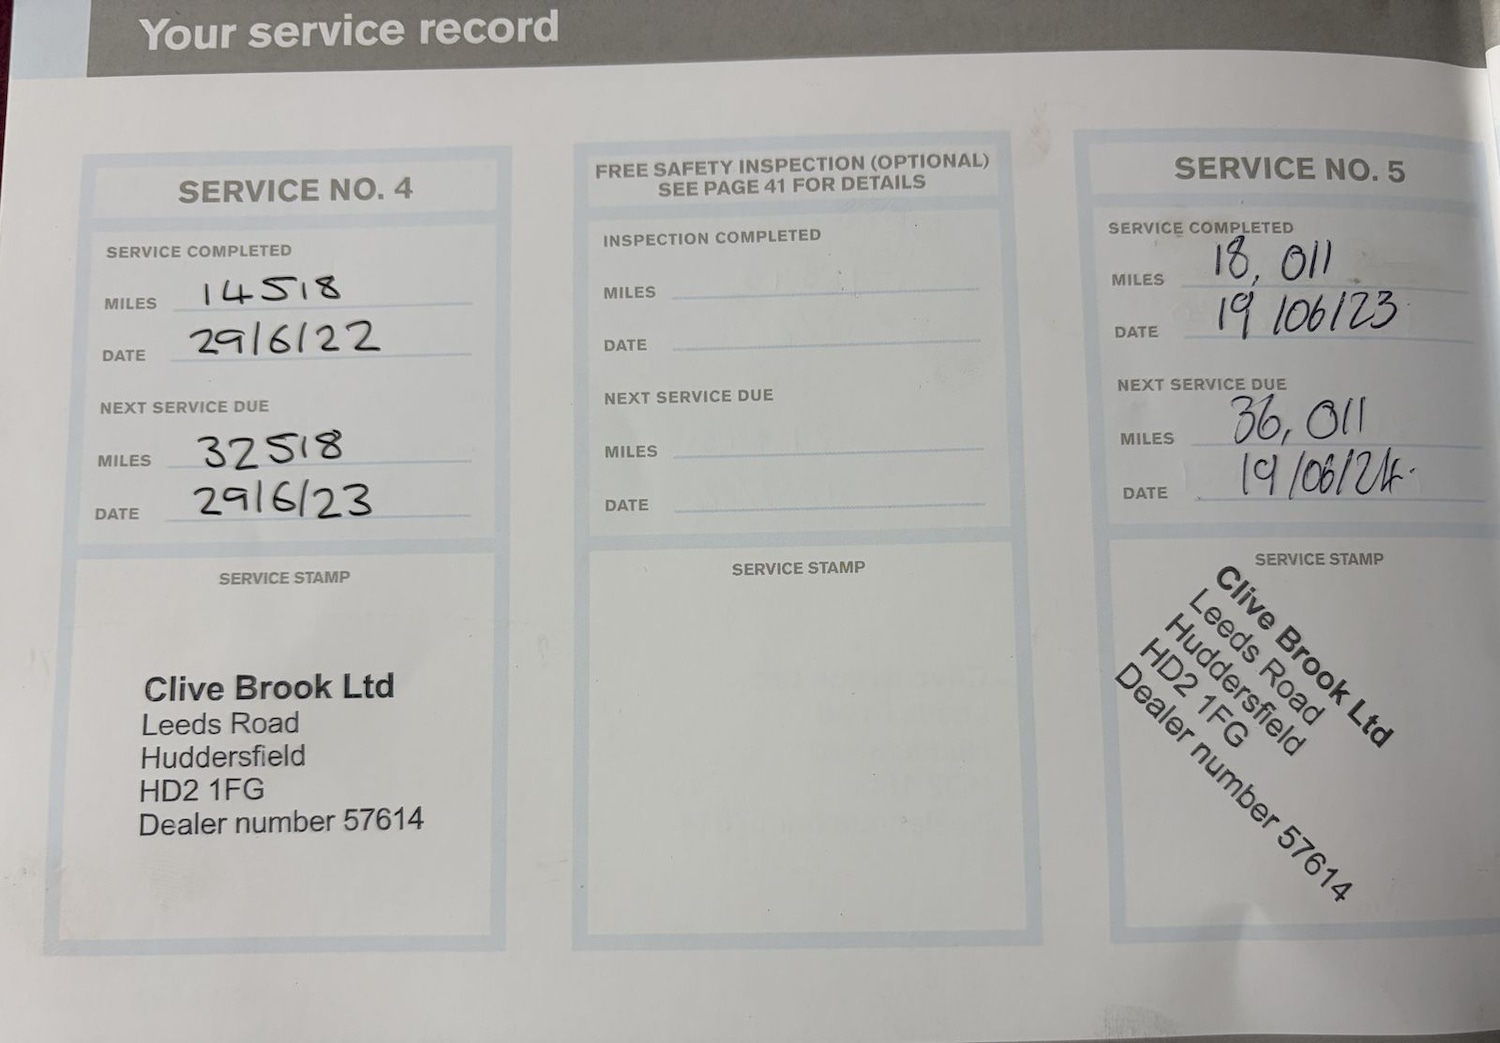 Your service record
SERVICE NO. 4
SERVICE COMPLETED
MILES 14518
DATE 29/6/22
NEXT SERVICE DUE
MILES 32518
DATE 29/6/23
SERVICE STAMP
Clive Brook Ltd
Leeds Road
Huddersfield
HD2 1FG
Dealer number 57614
FREE SAFETY INSPECTION (OPTIONAL)
SEE PAGE 41 FOR DETAILS
INSPECTION COMPLETED
MILES
DATE
NEXT SERVICE DUE
MILES
DATE
SERVICE STAMP
SERVICE NO. 5
SERVICE COMPLETED
MILES 18,011
DATE 19/06/23
NEXT SERVICE DUE
MILES 36,011
DATE 19/06/24.
SERVICE STAMP
Clive Brook Ltd
Leeds Road
Huddersfield
HD2 1FG
Dealer number 57614